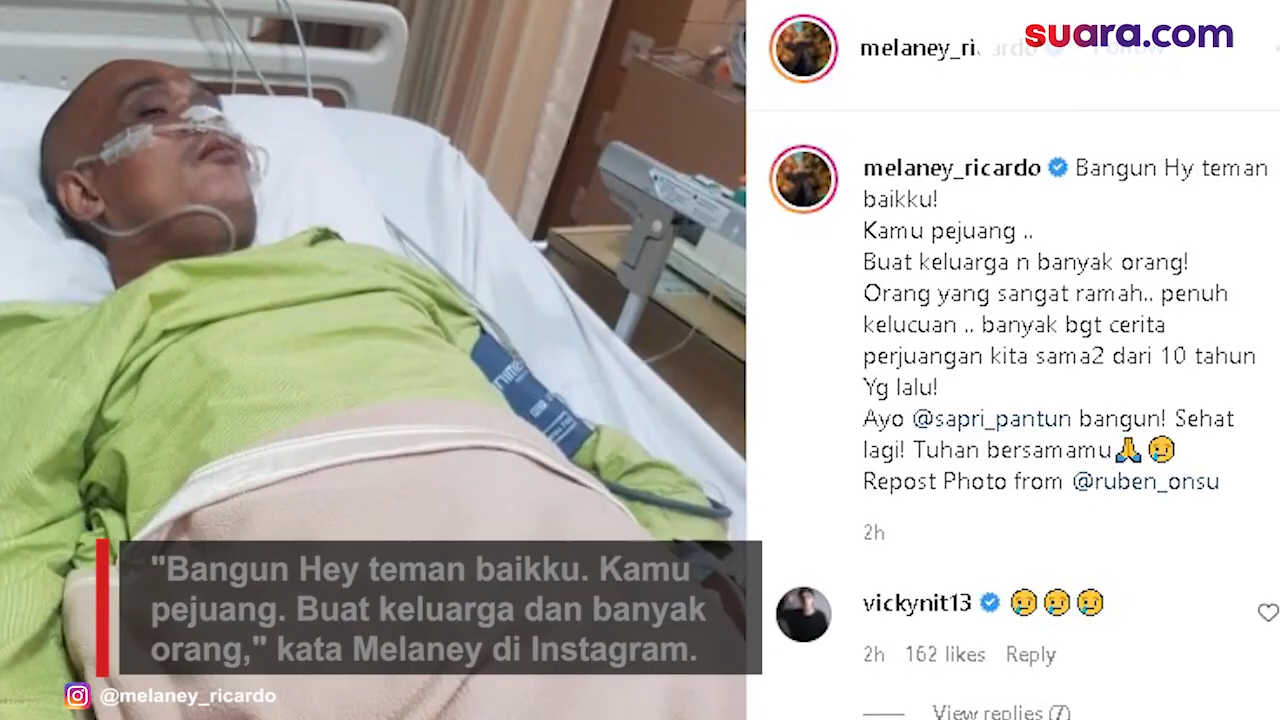 suara.com
melaney_ricardo
melaney_ricardo Bangun Hy teman
baikku!
Kamu pejuang ..
Buat keluarga n banyak orang!
Orang yang sangat ramah.. penuh
kelucuan .. banyak bgt cerita
perjuangan kita sama2 dari 10 tahun
Yg lalu!
Ayo @sapri_pantun bangun! Sehat
lagi! Tuhan bersamamu🙏😢
Repost Photo from @ruben_onsu
2h
vickynit13 😢😢😢
2h 162 likes Reply
View replies (7)
"Bangun Hey teman baikku. Kamu
pejuang. Buat keluarga dan banyak
orang," kata Melaney di Instagram.
@melaney_ricardo